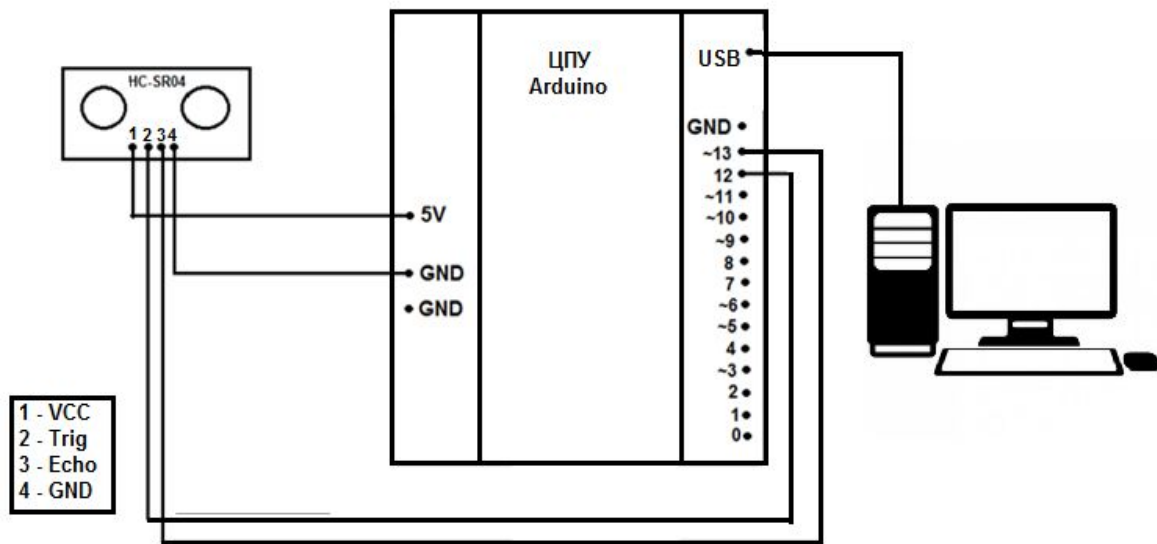 HC-SR04
1 2 3 4
ЦПУ
Arduino
USB
GND
~13
12
~11
~10
~9
8
7
~6
~5
4
~3
2
1
0
5V
GND
GND
1 - VCC
2 - Trig
3 - Echo
4 - GND